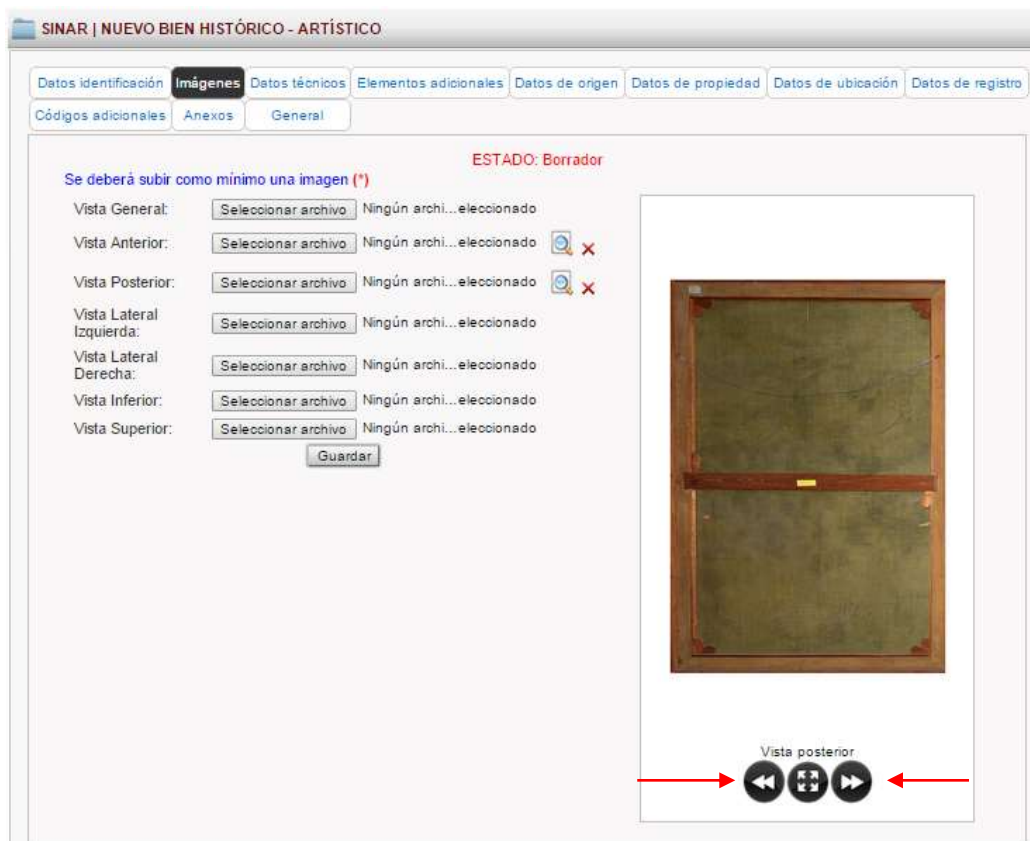 SINAR | NUEVO BIEN HISTÓRICO - ARTÍSTICO
Datos identificación Imágenes Datos técnicos Elementos adicionales Datos de origen Datos de propiedad Datos de ubicación Datos de registro
Códigos adicionales Anexos General
ESTADO: Borrador
Se deberá subir como mínimo una imagen (*)
Vista General: Seleccionar archivo Ningún archi...eleccionado
Vista Anterior: Seleccionar archivo Ningún archi...eleccionado
Vista Posterior: Seleccionar archivo Ningún archi...eleccionado
Vista Lateral
Izquierda: Seleccionar archivo Ningún archi...eleccionado
Vista Lateral
Derecha: Seleccionar archivo Ningún archi...eleccionado
Vista Inferior: Seleccionar archivo Ningún archi...eleccionado
Vista Superior: Seleccionar archivo Ningún archi...eleccionado
Guardar
Vista posterior